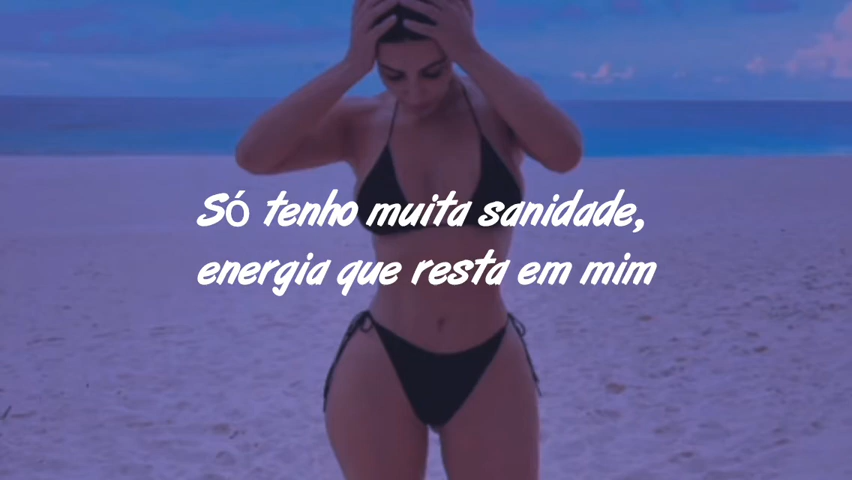 Só tenho muita sanidade,
energia que resta em mim